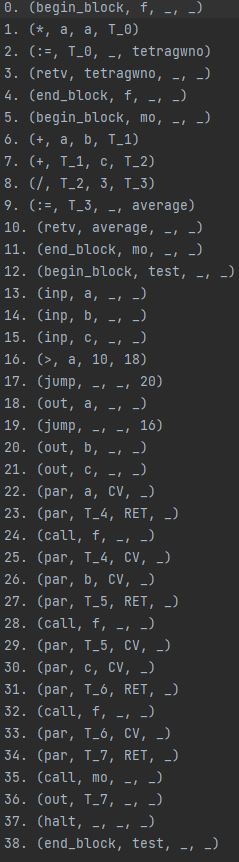 0. (begin_block, f, _, _)
1. (*, a, a, T_0)
2. (:=, T_0, _, tetragwno)
3. (retv, tetragwno, _, _)
4. (end_block, f, _, _)
5. (begin_block, mo, _, _)
6. (+, a, b, T_1)
7. (+, T_1, c, T_2)
8. (/, T_2, 3, T_3)
9. (:=, T_3, _, average)
10. (retv, average, _, _)
11. (end_block, mo, _, _)
12. (begin_block, test, _, _)
13. (inp, a, _, _)
14. (inp, b, _, _)
15. (inp, c, _, _)
16. (>, a, 10, 18)
17. (jump, _, _, 20)
18. (out, a, _, _)
19. (jump, _, _, 16)
20. (out, b, _, _)
21. (out, c, _, _)
22. (par, a, CV, _)
23. (par, T_4, RET, _)
24. (call, f, _, _)
25. (par, T_4, CV, _)
26. (par, b, CV, _)
27. (par, T_5, RET, _)
28. (call, f, _, _)
29. (par, T_5, CV, _)
30. (par, c, CV, _)
31. (par, T_6, RET, _)
32. (call, f, _, _)
33. (par, T_6, CV, _)
34. (par, T_7, RET, _)
35. (call, mo, _, _)
36. (out, T_7, _, _)
37. (halt, _, _, _)
38. (end_block, test, _, _)